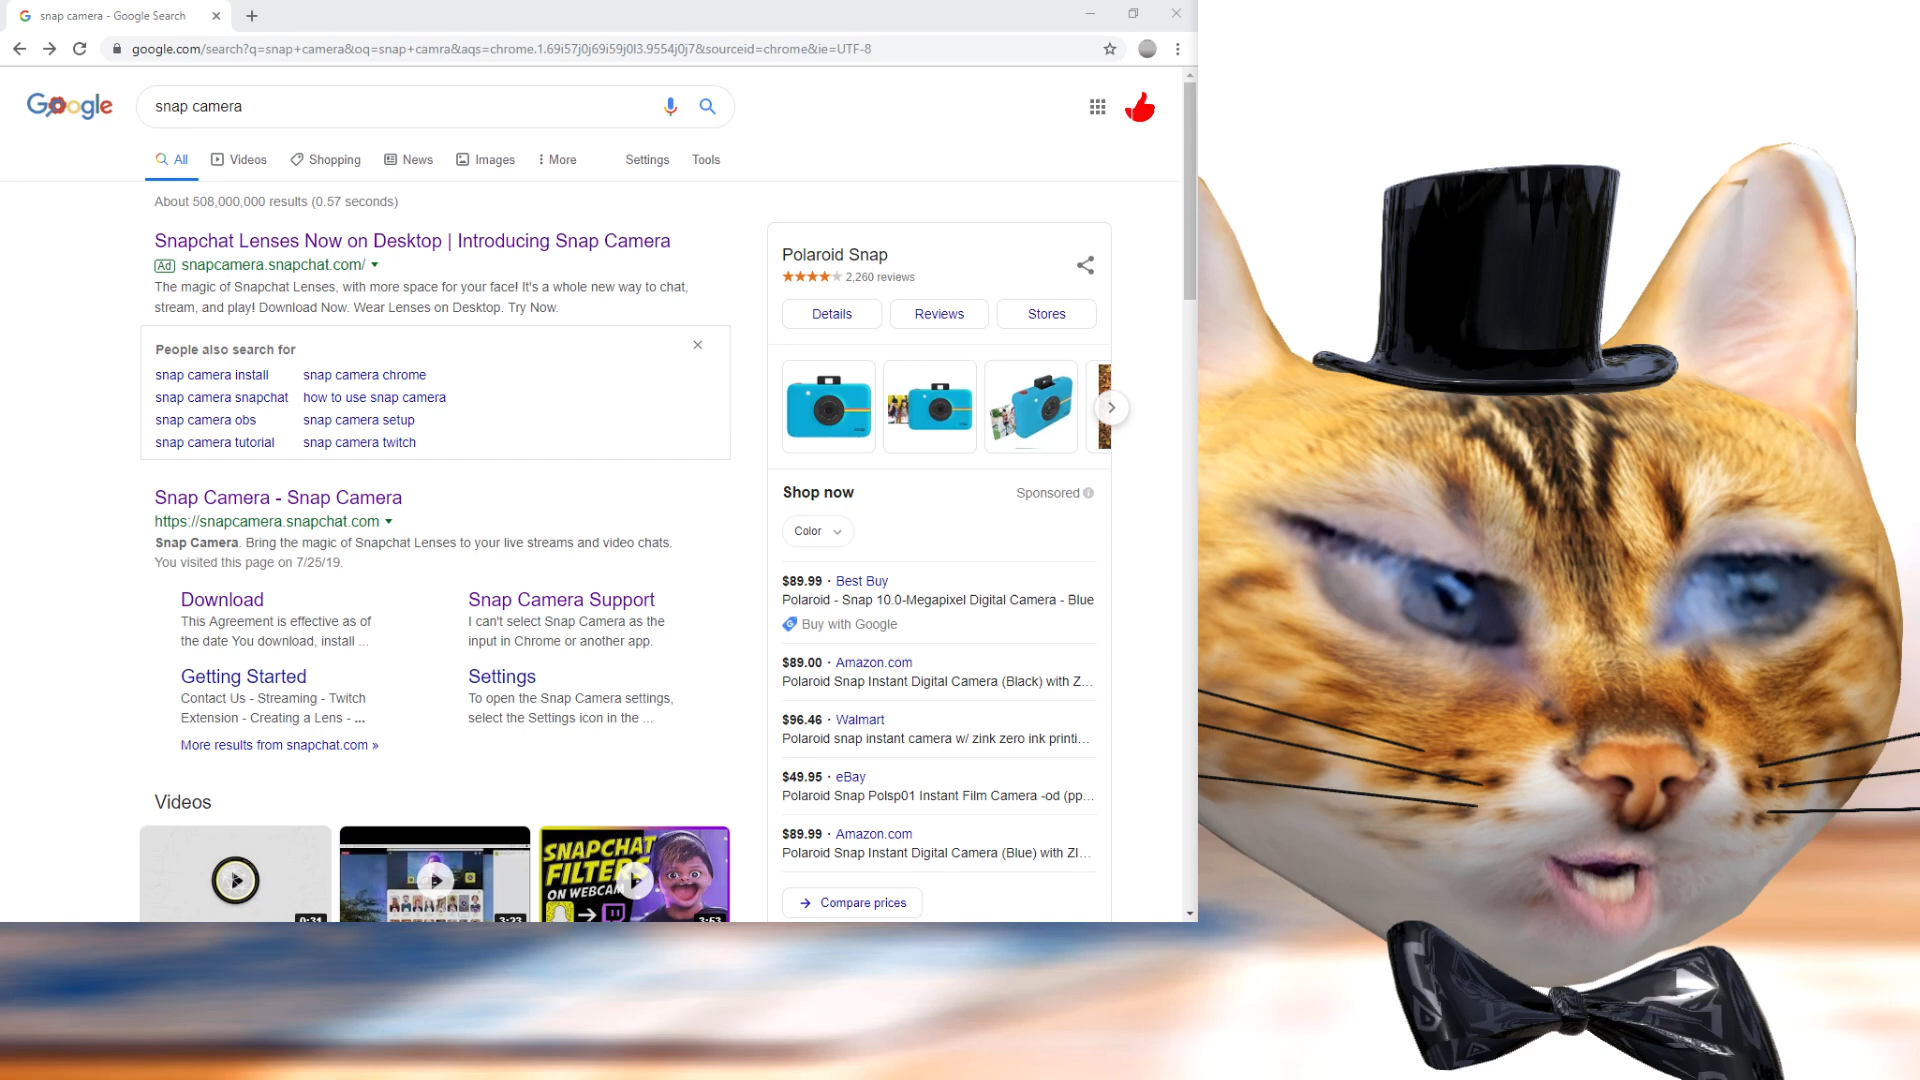 snap camera - Google Search
google.com/search?q=snap+camera&oq=snap+camra&aqs=chrome.1.69i57j0j69i59j0l3.9554j0j7&sourceid=chrome&ie=UTF-8
Google
snap camera
All Videos Shopping News Images More Settings Tools
About 508,000,000 results (0.57 seconds)
Snapchat Lenses Now on Desktop | Introducing Snap Camera
Ad snapcamera.snapchat.com/
The magic of Snapchat Lenses, with more space for your face! It's a whole new way to chat,
stream, and play! Download Now. Wear Lenses on Desktop. Try Now.
People also search for
snap camera install snap camera chrome
snap camera snapchat how to use snap camera
snap camera obs snap camera setup
snap camera tutorial snap camera twitch
Snap Camera - Snap Camera
https://snapcamera.snapchat.com
Snap Camera. Bring the magic of Snapchat Lenses to your live streams and video chats.
You visited this page on 7/25/19.
Download
This Agreement is effective as of
the date You download, install ...
Snap Camera Support
I can't select Snap Camera as the
input in Chrome or another app.
Getting Started
Contact Us - Streaming - Twitch
Extension - Creating a Lens - ...
Settings
To open the Snap Camera settings,
select the Settings icon in the ...
More results from snapchat.com »
Videos
0:31
3:23
SNAPCHAT
FILTERS
ON WEBCAM
3:53
Polaroid Snap
2,260 reviews
Details Reviews Stores
Shop now Sponsored
Color
$89.99 · Best Buy
Polaroid - Snap 10.0-Megapixel Digital Camera - Blue
Buy with Google
$89.00 · Amazon.com
Polaroid Snap Instant Digital Camera (Black) with Z...
$96.46 · Walmart
Polaroid snap instant camera w/ zink zero ink printi...
$49.95 · eBay
Polaroid Snap Polsp01 Instant Film Camera -od (pp...
$89.99 · Amazon.com
Polaroid Snap Instant Digital Camera (Blue) with ZI...
Compare prices